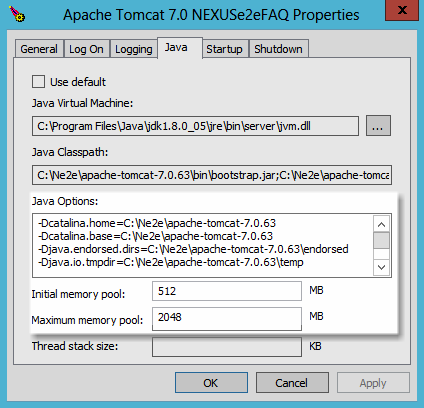 Apache Tomcat 7.0 NEXUSe2eFAQ Properties
General Log On Logging Java Startup Shutdown
Use default
Java Virtual Machine:
C:\Program Files\Java\jdk1.8.0_05\jre\bin\server\jvm.dll ...
Java Classpath:
C:\Ne2e\apache-tomcat-7.0.63\bin\bootstrap.jar;C:\Ne2e\apache-tomca
Java Options:
-Dcatalina.home=C:\Ne2e\apache-tomcat-7.0.63
-Dcatalina.base=C:\Ne2e\apache-tomcat-7.0.63
-Djava.endorsed.dirs=C:\Ne2e\apache-tomcat-7.0.63\endorsed
-Djava.io.tmpdir=C:\Ne2e\apache-tomcat-7.0.63\temp
Initial memory pool: 512 MB
Maximum memory pool: 2048 MB
Thread stack size: KB
OK Cancel Apply